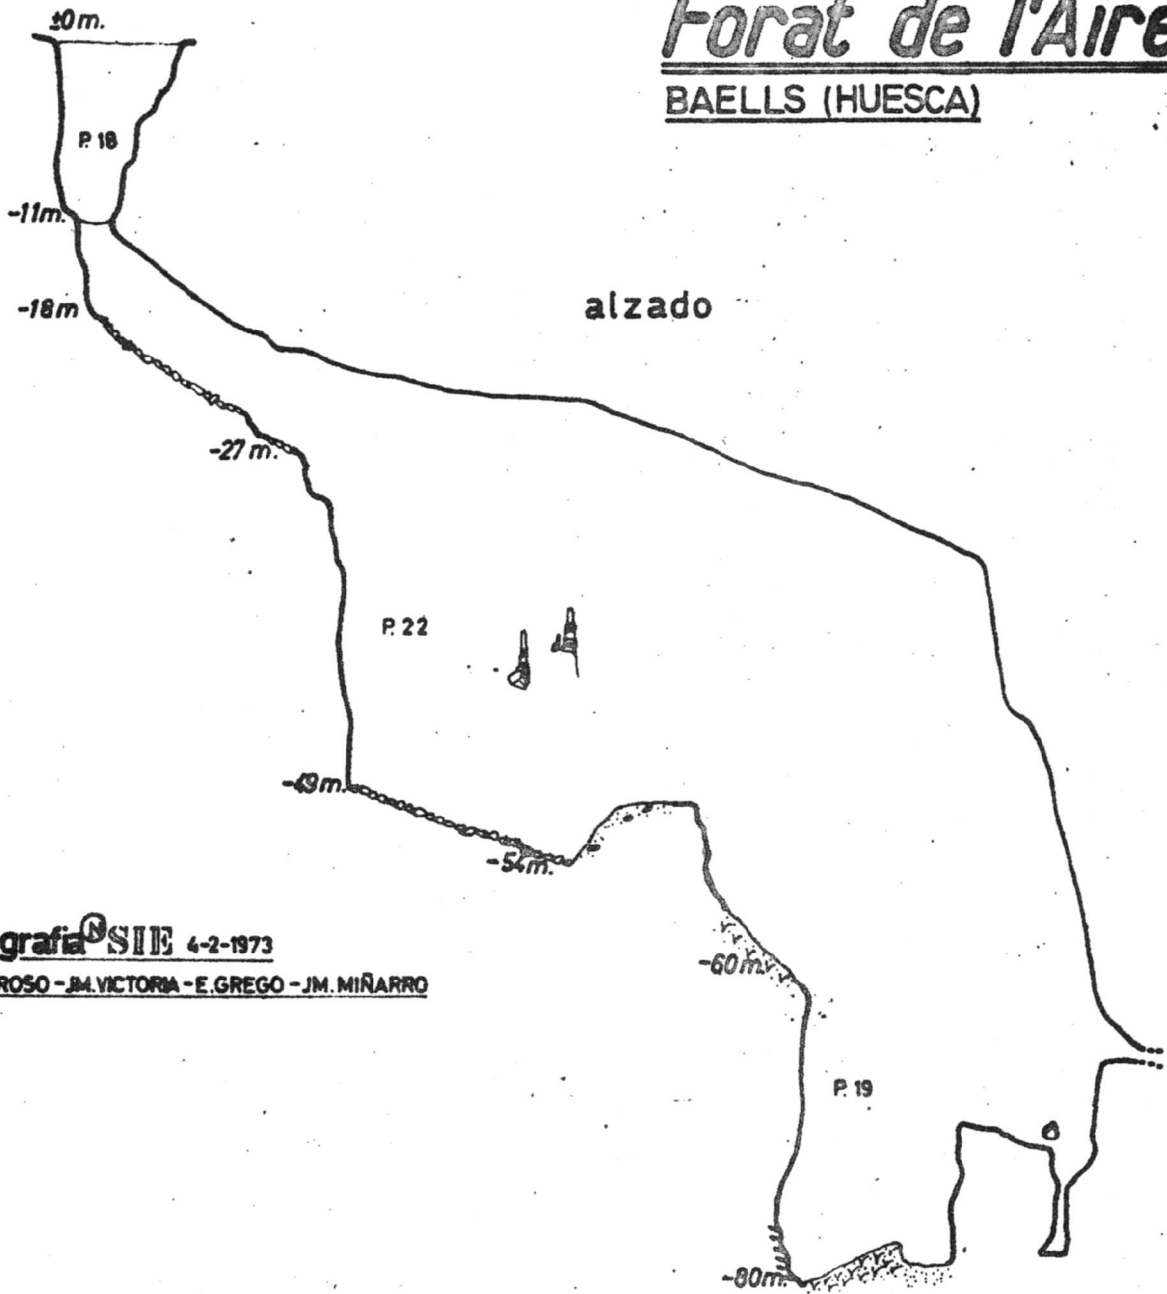 ±0 m.
Forat de l'Aire
BAELLS (HUESCA)
P. 18
-11m.
-18m
alzado
-27 m.
P. 22
-49m.
-54m.
grafia N SIE 4-2-1973
ROSO - JM. VICTORIA - E. GREGO - JM. MIÑARRO
-60m.
P. 19
-80m.